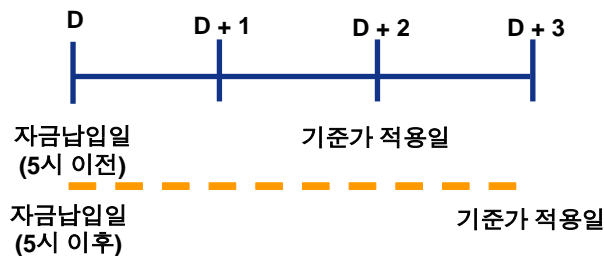 D
D + 1
D + 2
D + 3
자금납입일
기준가 적용일
(5시 이전)
자금납입일
기준가 적용일
(5시 이후)